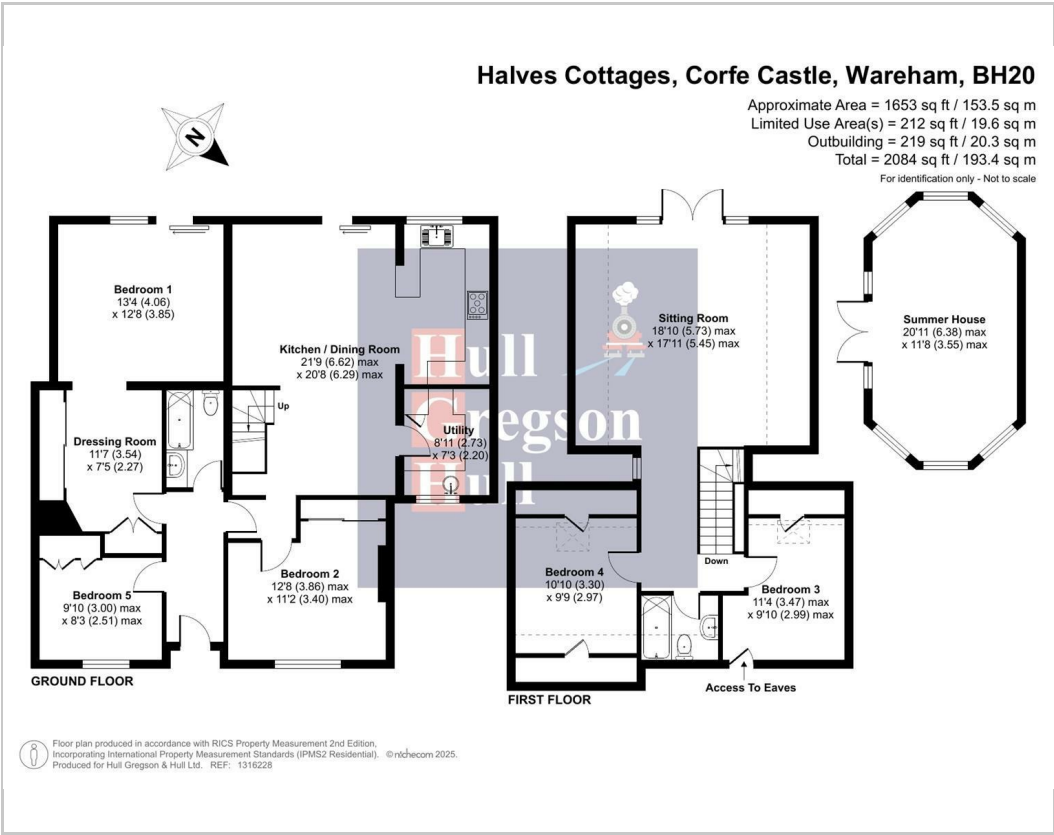 Halves Cottages, Corfe Castle, Wareham, BH20
Approximate Area = 1653 sq ft / 153.5 sq m
Limited Use Area(s) = 212 sq ft / 19.6 sq m
Outbuilding = 219 sq ft / 20.3 sq m
Total = 2084 sq ft / 193.4 sq m
For identification only - Not to scale
N
Bedroom 1
13'4 (4.06)
x 12'8 (3.85)
Kitchen / Dining Room
21'9 (6.62) max
x 20'8 (6.29) max
Up
Utility
8'11 (2.73)
x 7'3 (2.20)
Dressing Room
11'7 (3.54)
x 7'5 (2.27)
Bedroom 2
12'8 (3.86) max
x 11'2 (3.40) max
Bedroom 5
9'10 (3.00) max
x 8'3 (2.51) max
GROUND FLOOR
Sitting Room
18'10 (5.73) max
x 17'11 (5.45) max
Summer House
20'11 (6.38) max
x 11'8 (3.55) max
Bedroom 4
10'10 (3.30)
x 9'9 (2.97)
Down
Bedroom 3
11'4 (3.47) max
x 9'10 (2.99) max
Access To Eaves
FIRST FLOOR
Hull
Gregson
Hull
Floor plan produced in accordance with RICS Property Measurement 2nd Edition,
Incorporating International Property Measurement Standards (IPMS2 Residential). ©nichecom 2025.
Produced for Hull Gregson & Hull Ltd. REF: 1316228